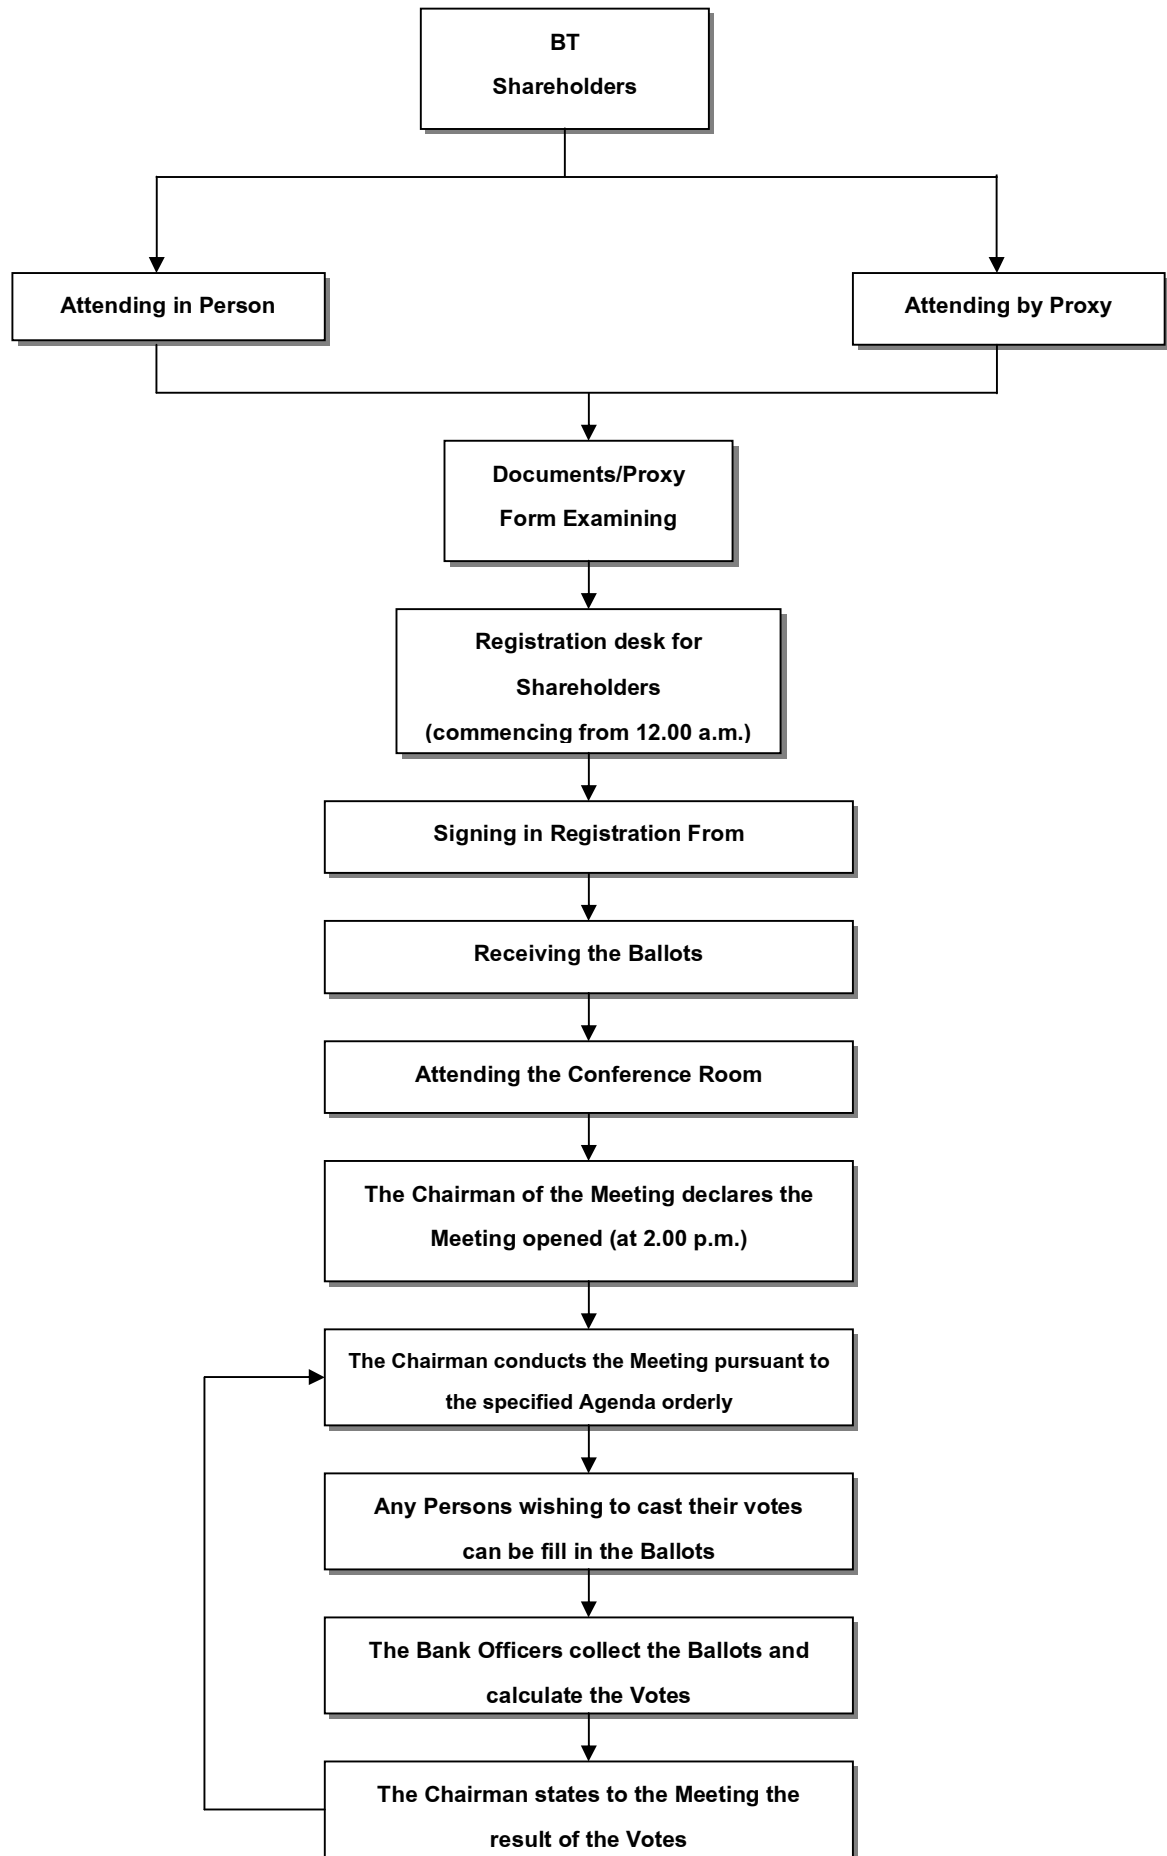 BT
Shareholders
Attending in Person
Attending by Proxy
Documents/Proxy
Form Examining
Registration desk for
Shareholders
(commencing from 12.00 a.m.)
Signing in Registration From
Receiving the Ballots
Attending the Conference Room
The Chairman of the Meeting declares the
Meeting opened (at 2.00 p.m.)
The Chairman conducts the Meeting pursuant to
the specified Agenda orderly
Any Persons wishing to cast their votes
can be fill in the Ballots
The Bank Officers collect the Ballots and
calculate the Votes
The Chairman states to the Meeting the
result of the Votes